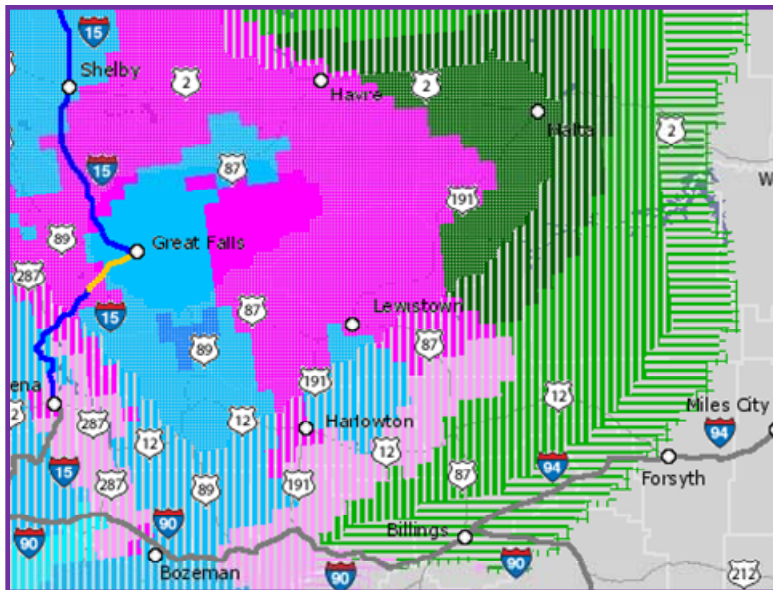 15
Shelby
2
Havre
2
Malta
2
15
87
W
191
89
Great Falls
287
15
87
Lewistown
89
87
ena
191
2
287
12
12
Harlowton
12
Miles City
94
12
15
287
89
191
87
94
Forsyth
90
90
Billings
Bozeman
90
90
212